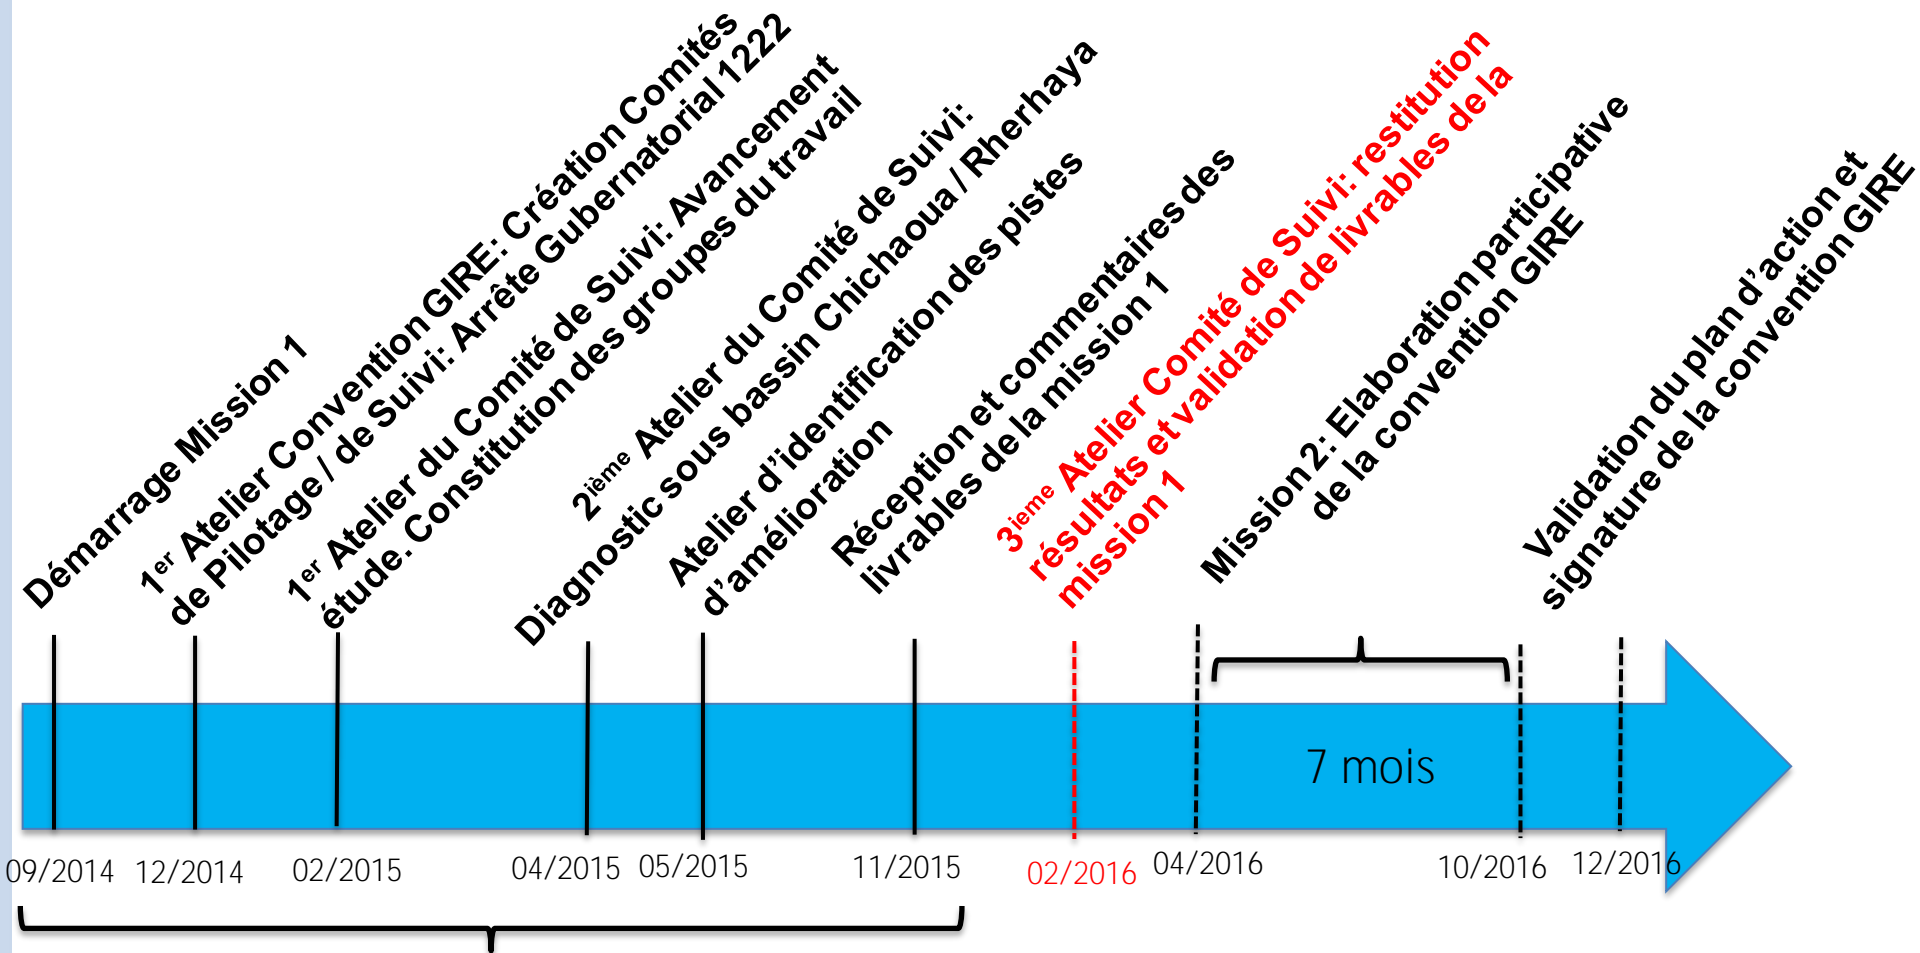 Démarrage Mission 1
1er Atelier Convention GIRE: Création Comités
de Pilotage / de Suivi: Arrête Gubernatorial 1222
1er Atelier du Comité de Suivi: Avancement
étude. Constitution des groupes du travail
2ième Atelier du Comité de Suivi:
Diagnostic sous bassin Chichaoua / Rherhaya
Atelier d'identification des pistes
d'amélioration
Réception et commentaires des
livrables de la mission 1
3ieme Atelier Comité de Suivi: restitution
résultats et validation de livrables de la
mission 1
Mission 2: Elaboration participative
de la convention GIRE
Validation du plan d'action et
signature de la convention GIRE
7 mois
09/2014 12/2014 02/2015 04/2015 05/2015 11/2015 02/2016 04/2016 10/2016 12/2016